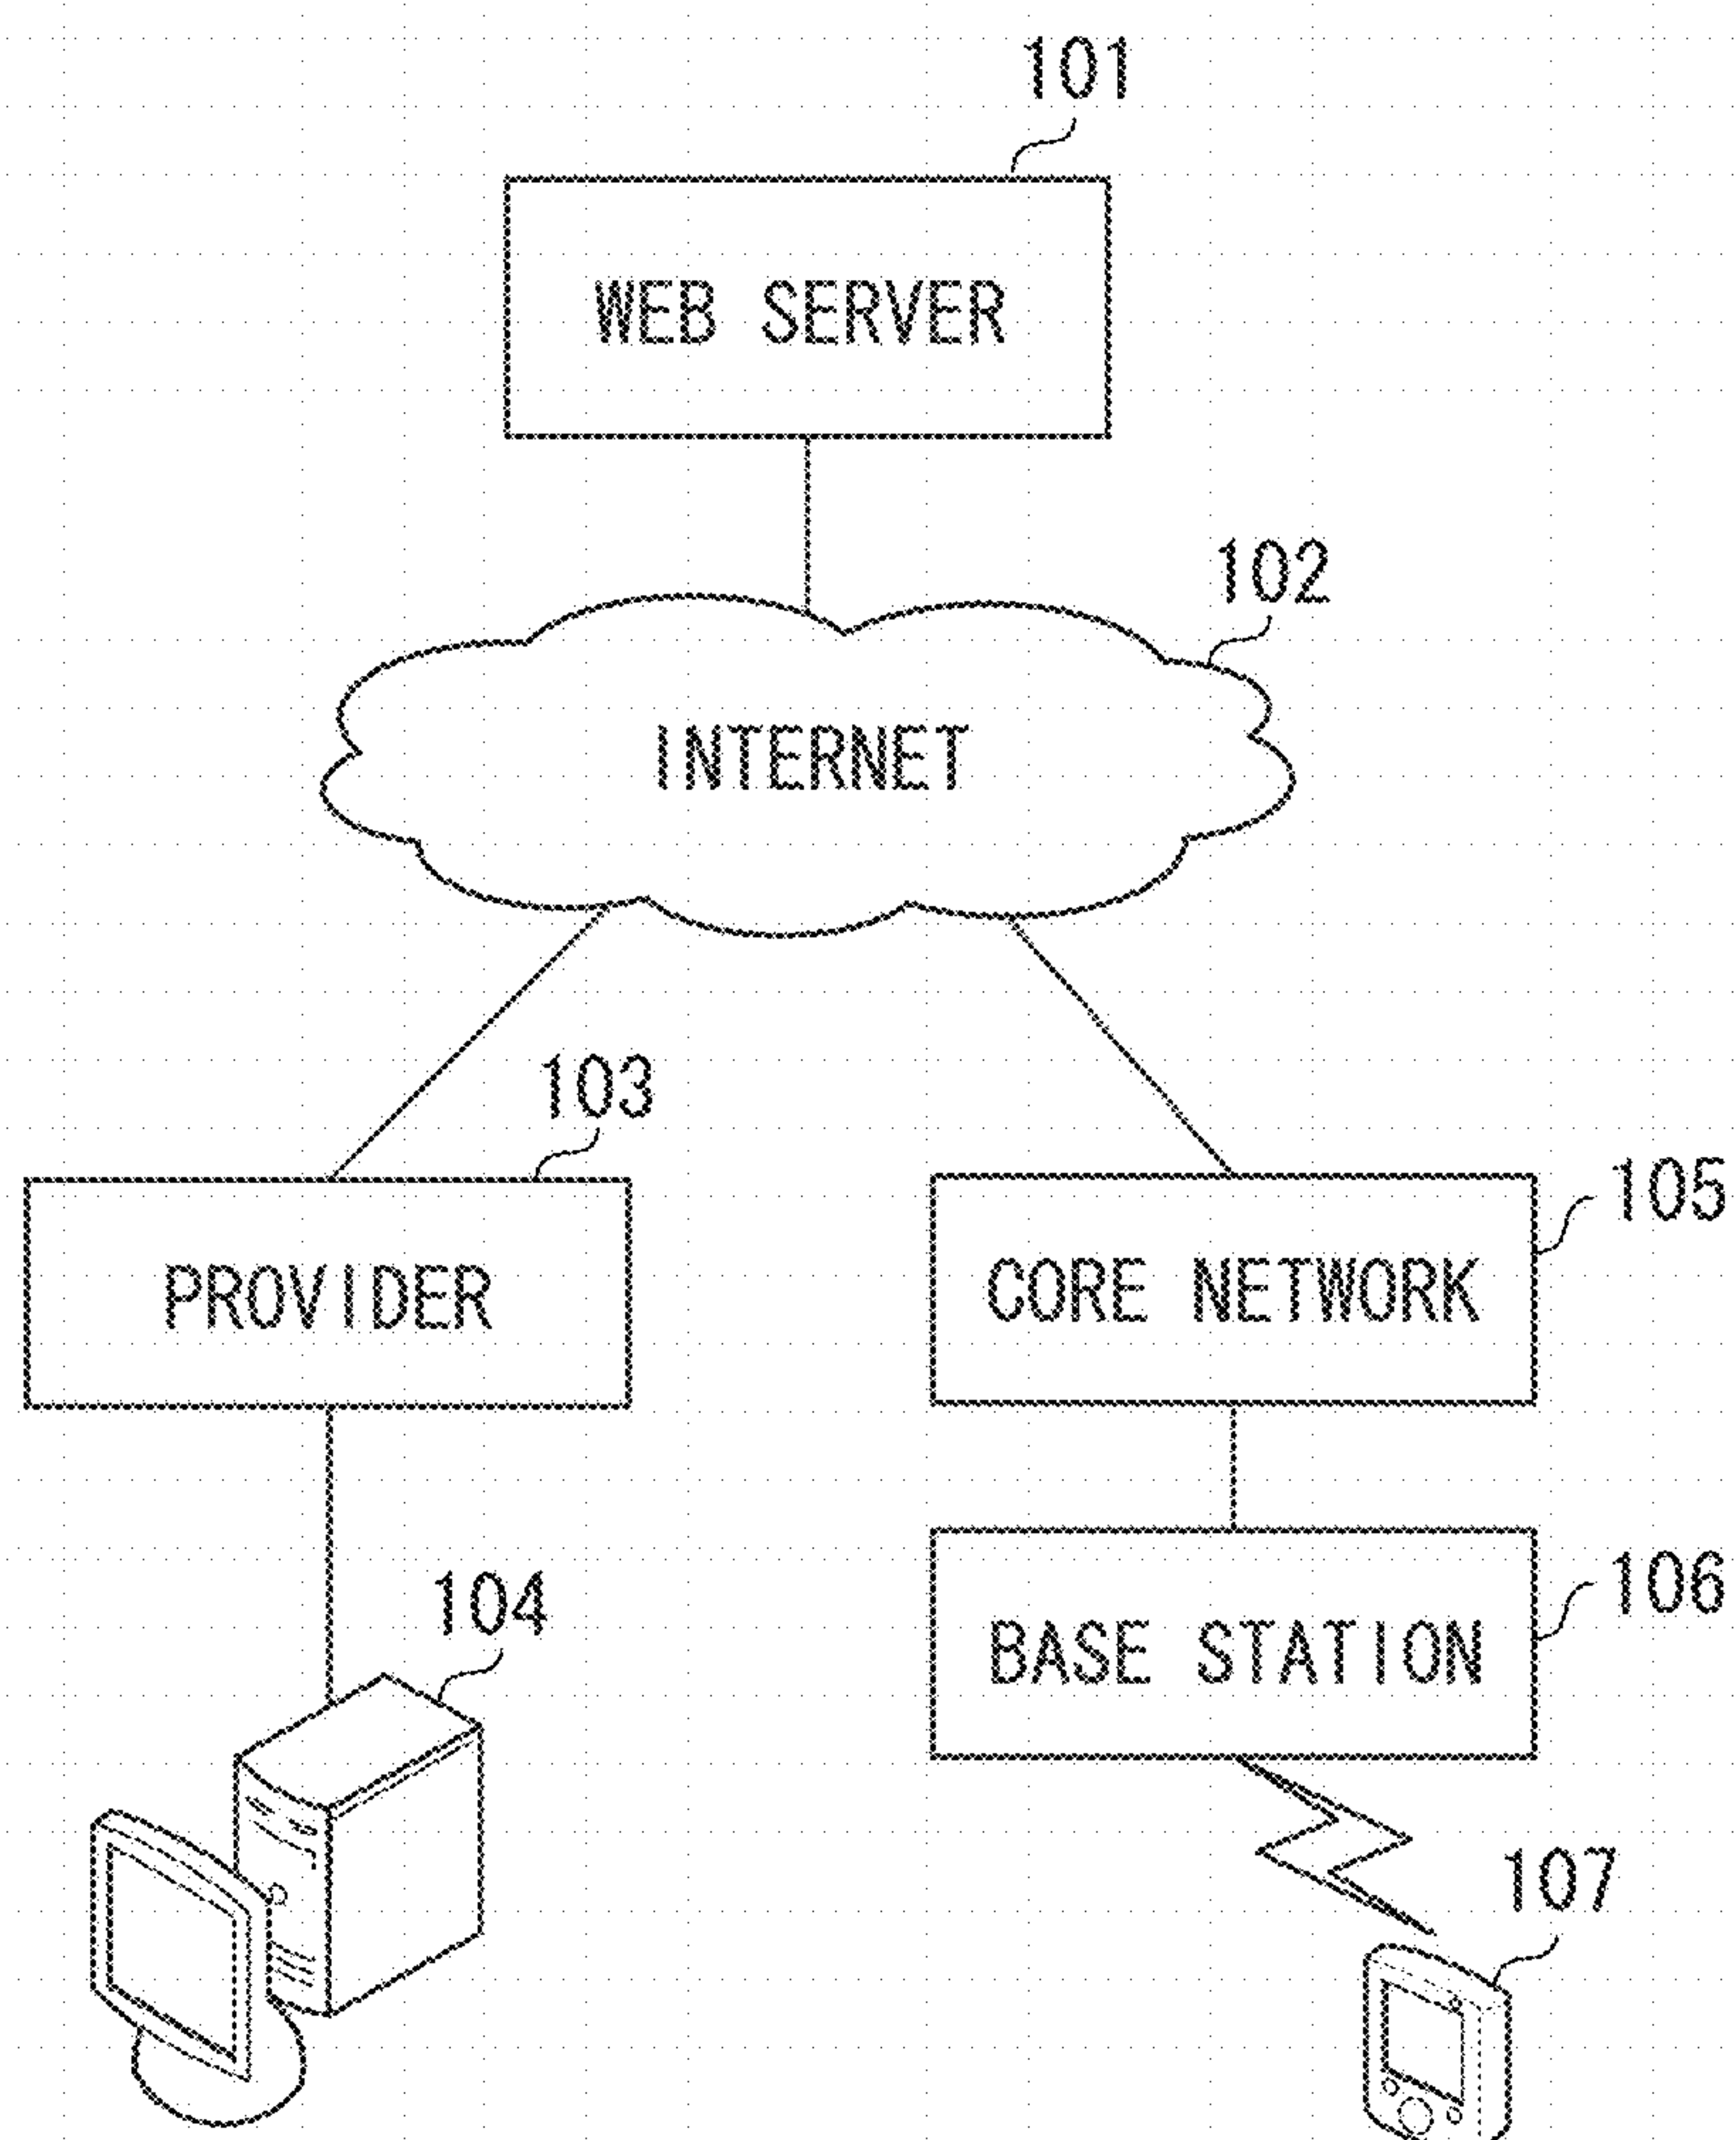 101
WEB SERVER
102
INTERNET
103
PROVIDER
105
CORE NETWORK
104
106
BASE STATION
107